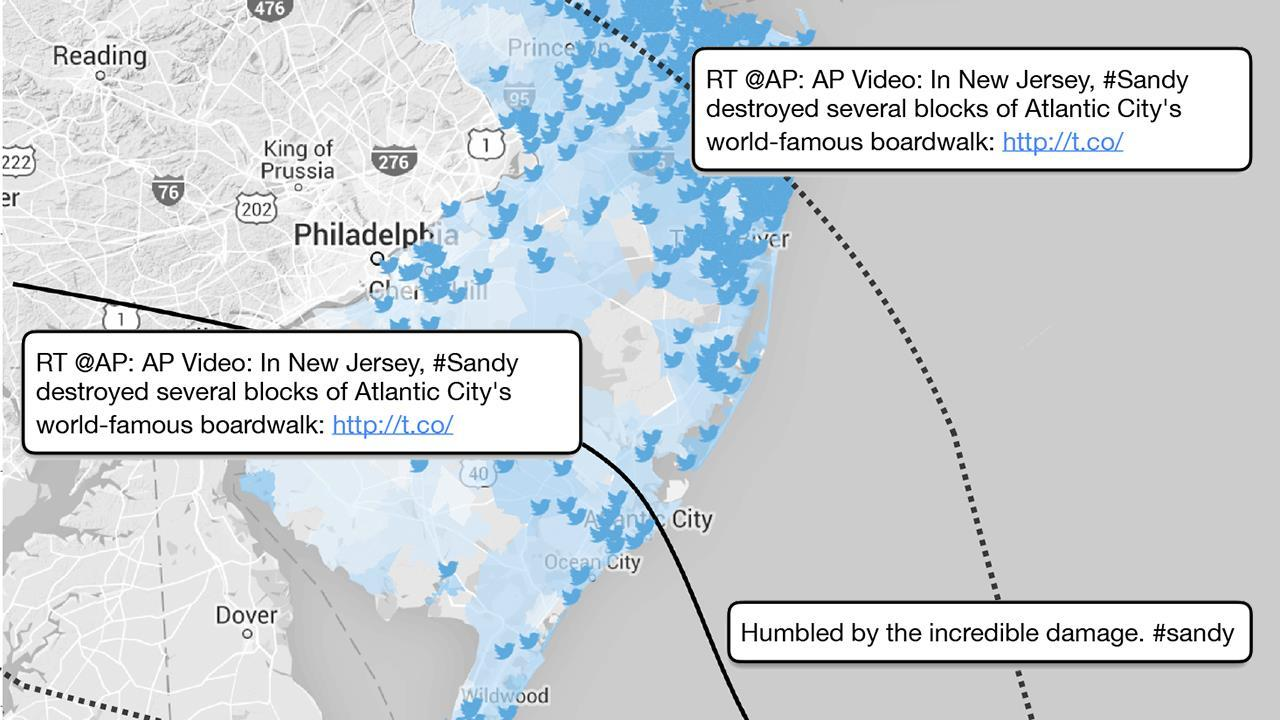 476
Reading
Princeton
RT @AP: AP Video: In New Jersey, #Sandy
destroyed several blocks of Atlantic City's
world-famous boardwalk: http://t.co/
95
1
222
King of
Prussia
276
76
202
er
Philadelphia
Cherry Hill
1
RT @AP: AP Video: In New Jersey, #Sandy
destroyed several blocks of Atlantic City's
world-famous boardwalk: http://t.co/
40
Atlantic City
Ocean City
Dover
Humbled by the incredible damage. #sandy
Wildwood